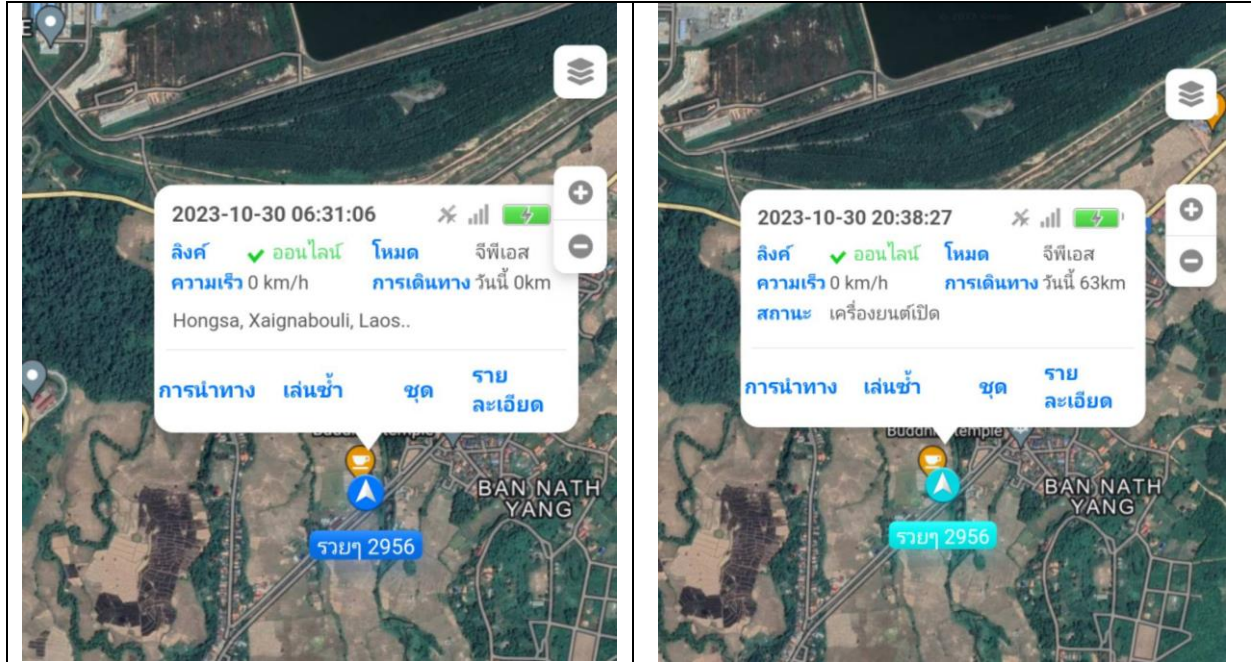 2023-10-30 06:31:06
ลิงค์ ออนไลน์ โหมด จีพีเอส
ความเร็ว 0 km/h การเดินทาง วันนี้ 0km
Hongsa, Xaignabouli, Laos..
การนำทาง เล่นซ้ำ ชุด ราย
ละเอียด
BAN NATH
YANG
รวยๆ 2956
2023-10-30 20:38:27
ลิงค์ ออนไลน์ โหมด จีพีเอส
ความเร็ว 0 km/h การเดินทาง วันนี้ 63km
สถานะ เครื่องยนต์เปิด
การนำทาง เล่นซ้ำ ชุด ราย
ละเอียด
BAN NATH
YANG
รวยๆ 2956